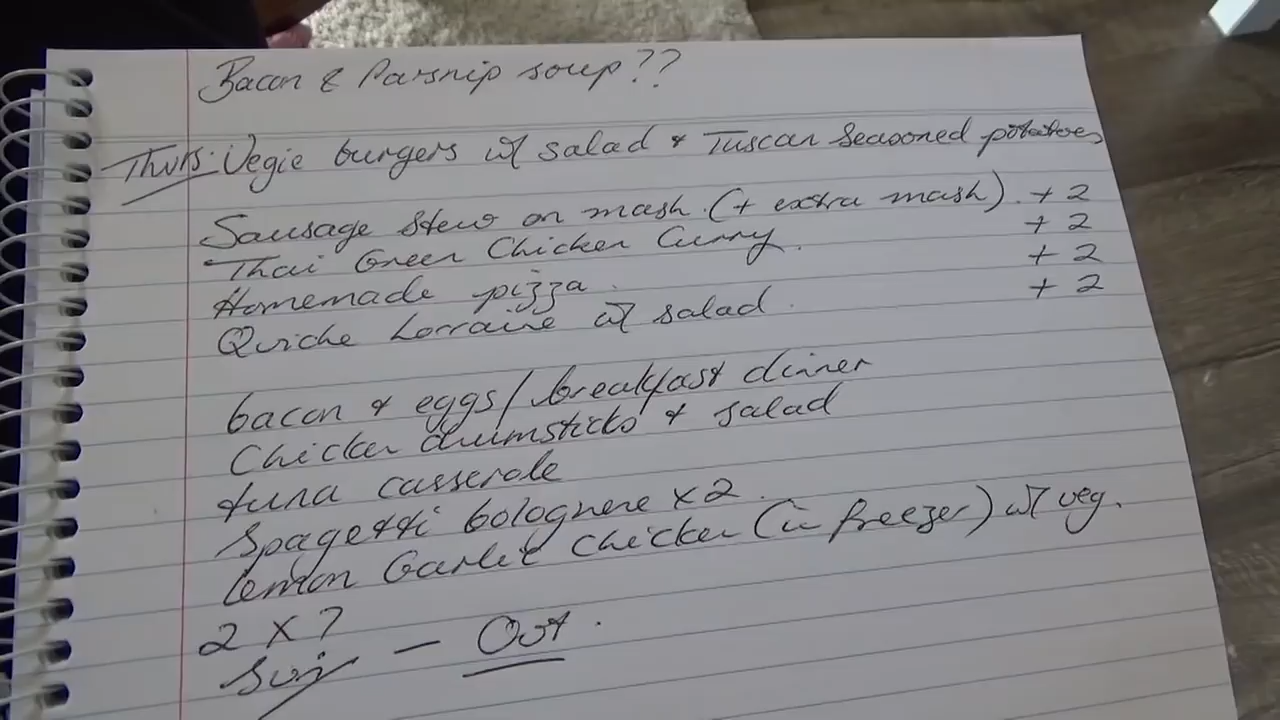 Bacon & Parsnip soup??
Thurs: Vegie burgers w/ salad + Tuscan Seasoned potatoes
Sausage Stew on mash. (+ extra mash). +2
Thai Green Chicken Curry. +2
Homemade pizza. +2
Quiche Lorraine w/ salad. +2
bacon + eggs/breakfast dinner
Chicken drumsticks + salad
tuna casserole
Spagetti bolognese x2.
Lemon Garlic Chicken (in freezer) w/ veg.
2 x ?
— Out.